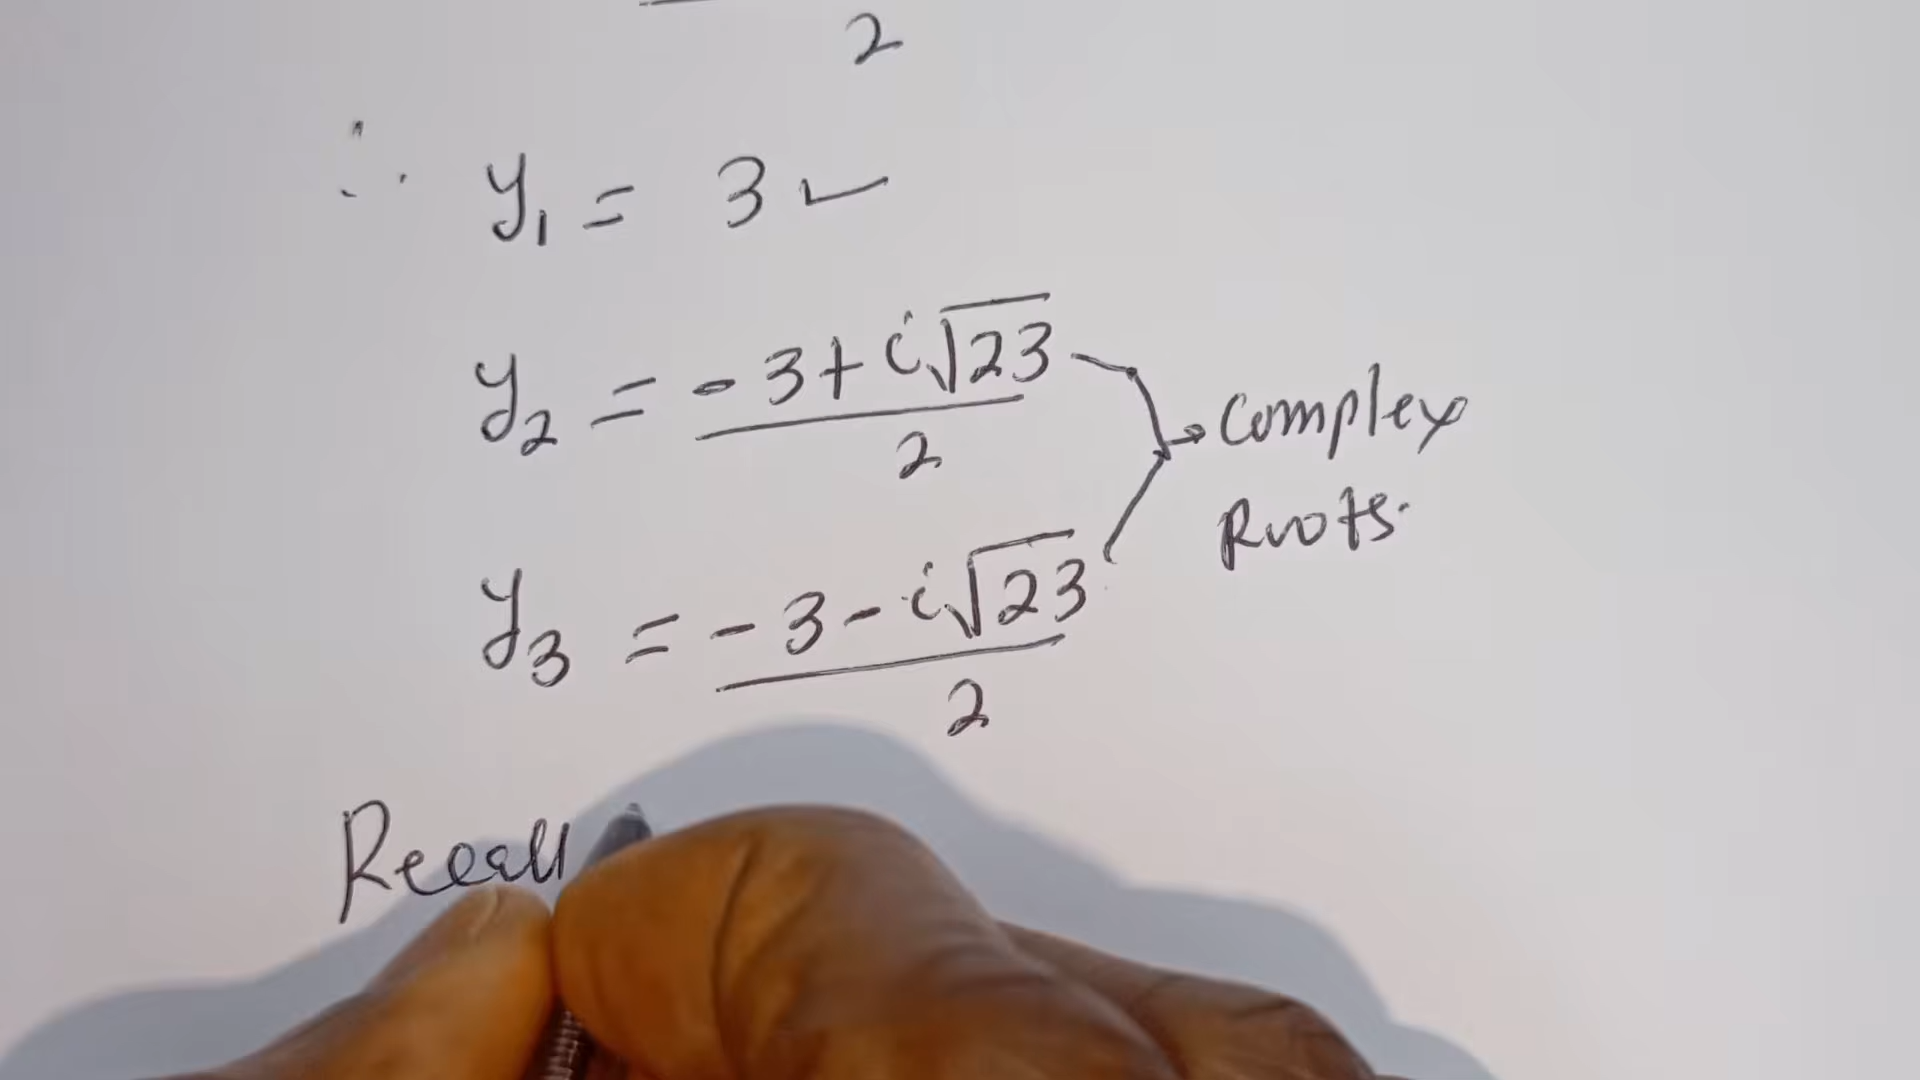 2
∴ y₁ = 3 ✓
y₂ = -3+i√23 / 2
y₃ = -3-i√23 / 2
→ Complex
Roots.
Recall